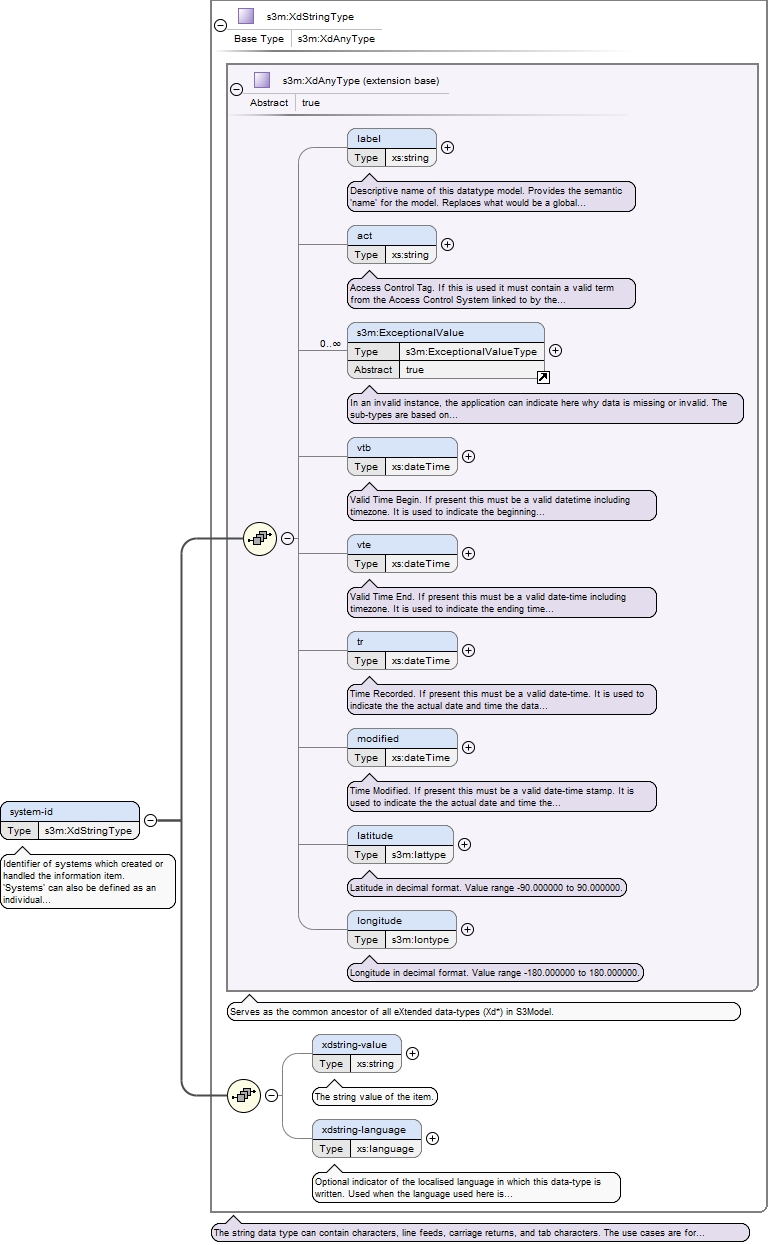 s3m:XdStringType
Base Type s3m:XdAnyType
s3m:XdAnyType (extension base)
Abstract true
label
Type xs:string
Descriptive name of this datatype model. Provides the semantic
'name' for the model. Replaces what would be a global...
act
Type xs:string
Access Control Tag. If this is used it must contain a valid term
from the Access Control System linked to by the...
0..∞
s3m:ExceptionalValue
Type s3m:ExceptionalValueType
Abstract true
In an invalid instance, the application can indicate here why data is missing or invalid. The
sub-types are based on...
vtb
Type xs:dateTime
Valid Time Begin. If present this must be a valid datetime including
timezone. It is used to indicate the beginning...
vte
Type xs:dateTime
Valid Time End. If present this must be a valid date-time including
timezone. It is used to indicate the ending time...
tr
Type xs:dateTime
Time Recorded. If present this must be a valid date-time. It is used to
indicate the the actual date and time the data...
modified
Type xs:dateTime
Time Modified. If present this must be a valid date-time stamp. It is
used to indicate the the actual date and time the...
system-id
Type s3m:XdStringType
Identifier of systems which created or
handled the information item.
'Systems' can also be defined as an
individual...
latitude
Type s3m:lattype
Latitude in decimal format. Value range -90.000000 to 90.000000.
longitude
Type s3m:lontype
Longitude in decimal format. Value range -180.000000 to 180.000000.
Serves as the common ancestor of all eXtended data-types (Xd*) in S3Model.
xdstring-value
Type xs:string
The string value of the item.
xdstring-language
Type xs:language
Optional indicator of the localised language in which this data-type is
written. Used when the language used here is...
The string data type can contain characters, line feeds, carriage returns, and tab characters. The use cases are for...